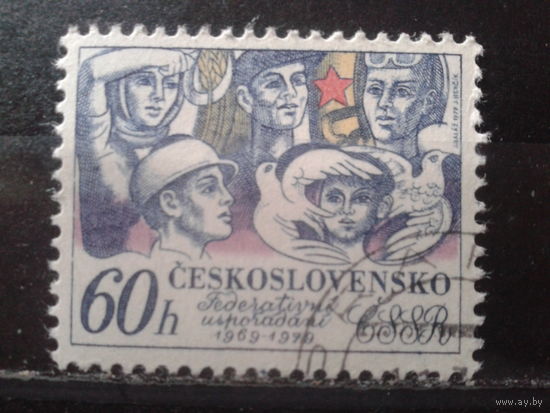 60h ČESKOSLOVENSKO
Federativní
uspořádání
1969-1979
ČSSR
www.ay.by